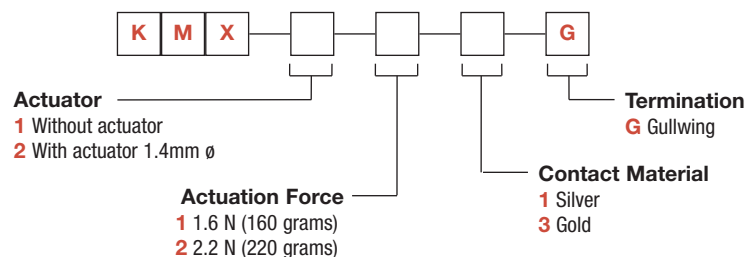 K M X G
Actuator
1 Without actuator
2 With actuator 1.4mm ø
Actuation Force
1 1.6 N (160 grams)
2 2.2 N (220 grams)
Contact Material
1 Silver
3 Gold
Termination
G Gullwing